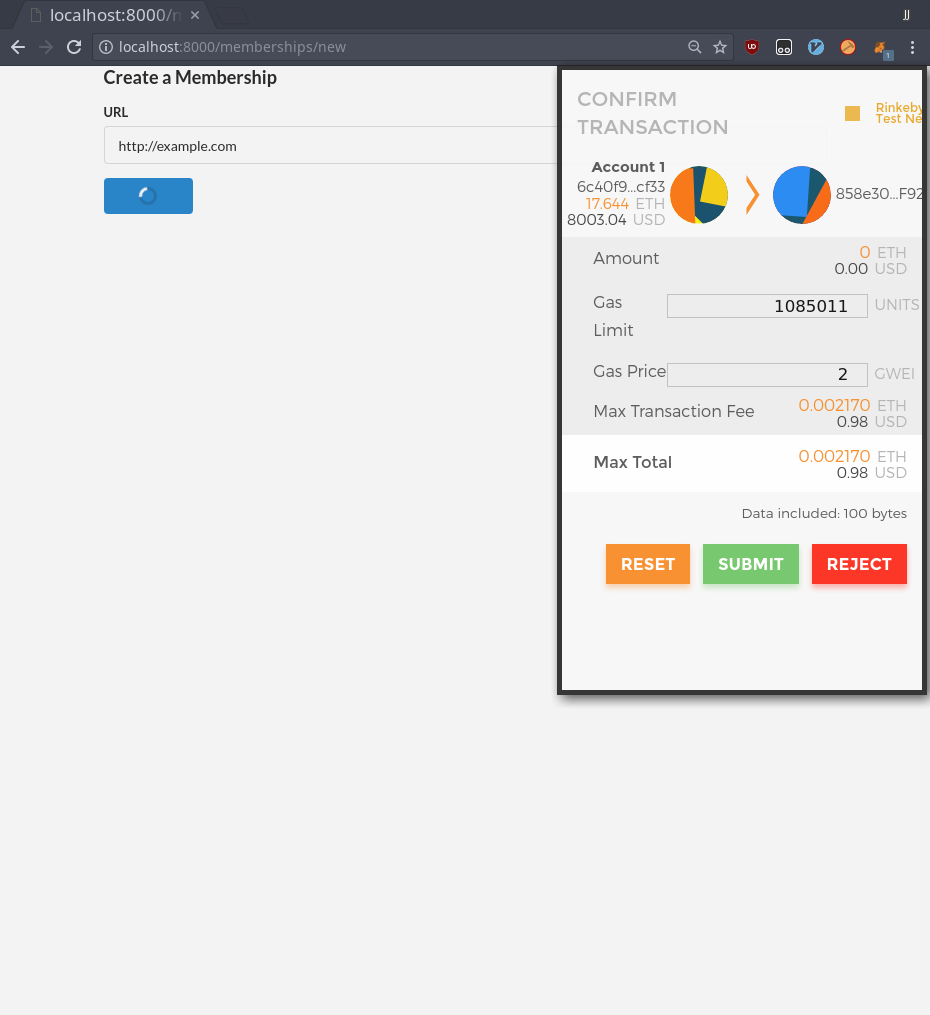 localhost:8000/n
JJ
localhost:8000/memberships/new
1
Create a Membership
URL
http://example.com
CONFIRM
TRANSACTION
Rinkeby
Test Ne
Account 1
6c40f9...cf33
17.644 ETH
8003.04 USD
858e30...F92
Amount
0 ETH
0.00 USD
Gas
Limit
1085011 UNITS
Gas Price 2 GWEI
Max Transaction Fee
0.002170 ETH
0.98 USD
Max Total
0.002170 ETH
0.98 USD
Data included: 100 bytes
RESET SUBMIT REJECT